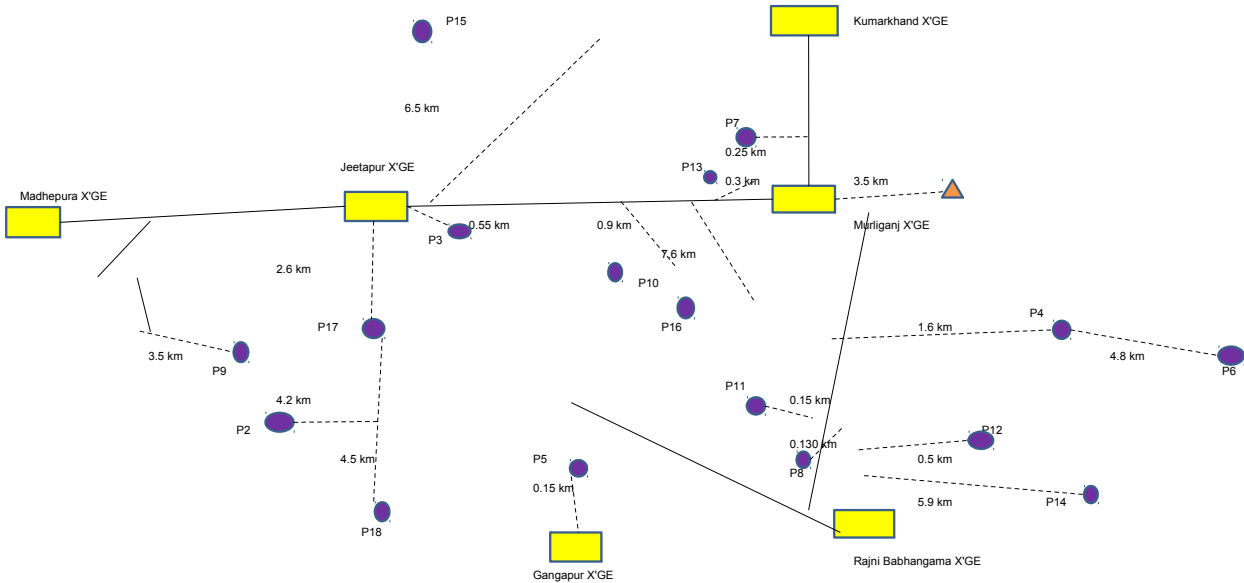 P15
Kumarkhand X'GE
6.5 km
P7
0.25 km
Jeetapur X'GE
P13
0.3 km
3.5 km
Madhepura X'GE
P3
0.55 km
0.9 km
Murliganj X'GE
2.6 km
7.6 km
P10
P16
P17
1.6 km
P4
3.5 km
4.8 km
P9
P6
P11
4.2 km
0.15 km
P2
P12
0.130 km
4.5 km
P5
0.5 km
P8
0.15 km
5.9 km
P14
P18
Rajni Babhangama X'GE
Gangapur X'GE